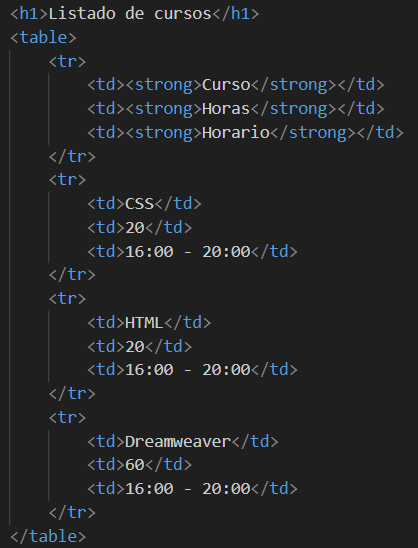 <h1>Listado de cursos</h1>
<table>
    <tr>
        <td><strong>Curso</strong></td>
        <td><strong>Horas</strong></td>
        <td><strong>Horario</strong></td>
    </tr>
    <tr>
        <td>CSS</td>
        <td>20</td>
        <td>16:00 - 20:00</td>
    </tr>
    <tr>
        <td>HTML</td>
        <td>20</td>
        <td>16:00 - 20:00</td>
    </tr>
    <tr>
        <td>Dreamweaver</td>
        <td>60</td>
        <td>16:00 - 20:00</td>
    </tr>
</table>